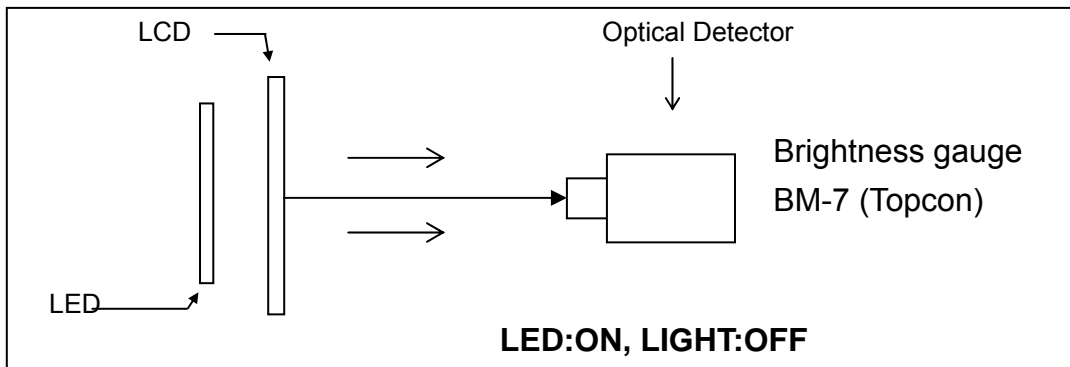 LCD
Optical Detector
Brightness gauge
BM-7 (Topcon)
LED
LED:ON, LIGHT:OFF